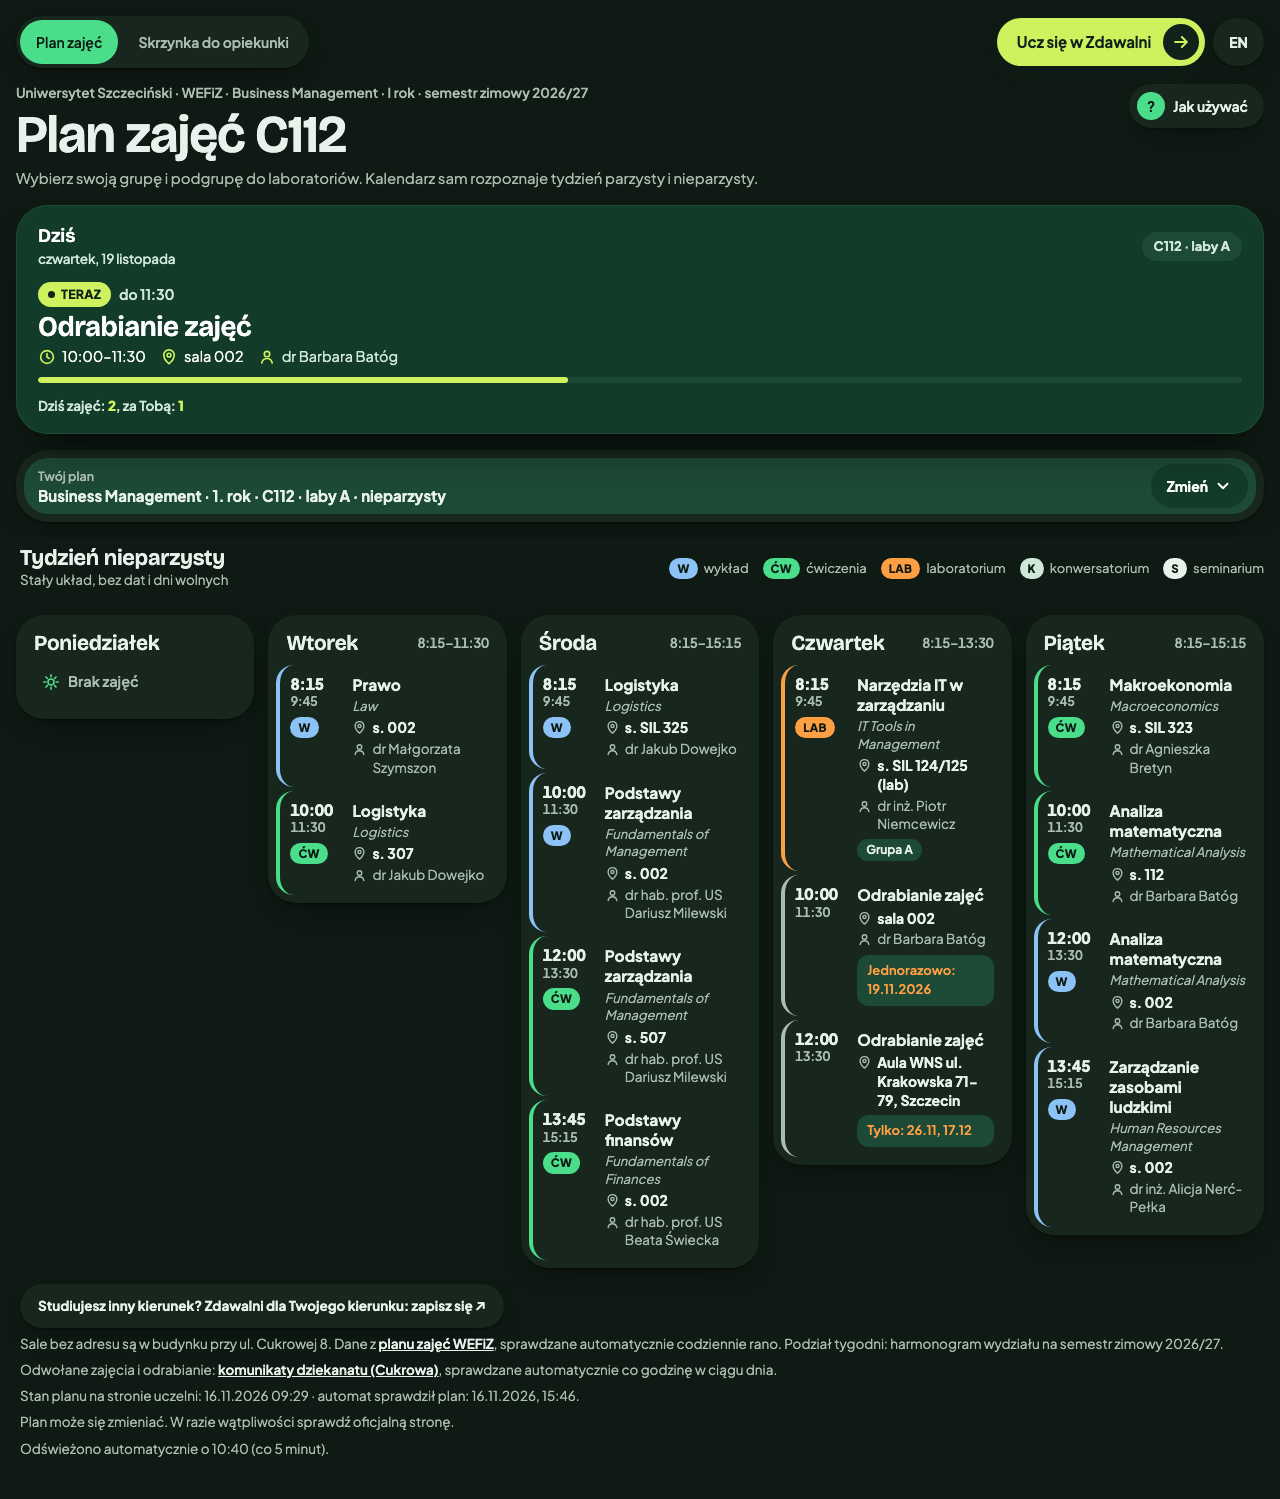 Plan zajęć
Skrzynka do opiekunki
Ucz się w Zdawalni
EN
Uniwersytet Szczeciński · WEFiZ · Business Management · I rok · semestr zimowy 2026/27
Plan zajęć C112
? Jak używać
Wybierz swoją grupę i podgrupę do laboratoriów. Kalendarz sam rozpoznaje tydzień parzysty i nieparzysty.
Dziś
czwartek, 19 listopada
C112 · laby A
TERAZ do 11:30
Odrabianie zajęć
10:00–11:30 sala 002 dr Barbara Batóg
Dziś zajęć: 2, za Tobą: 1
Twój plan
Business Management · 1. rok · C112 · laby A · nieparzysty
Zmień
Tydzień nieparzysty
Stały układ, bez dat i dni wolnych
W wykład ĆW ćwiczenia LAB laboratorium K konwersatorium S seminarium
Poniedziałek
Brak zajęć
Wtorek 8:15–11:30
8:15 Prawo
9:45 Law
W s. 002
dr Małgorzata
Szymszon
10:00 Logistyka
11:30 Logistics
ĆW s. 307
dr Jakub Dowejko
Środa 8:15–15:15
8:15 Logistyka
9:45 Logistics
W s. SIL 325
dr Jakub Dowejko
10:00 Podstawy
11:30 zarządzania
W Fundamentals of
Management
s. 002
dr hab. prof. US
Dariusz Milewski
12:00 Podstawy
13:30 zarządzania
ĆW Fundamentals of
Management
s. 507
dr hab. prof. US
Dariusz Milewski
13:45 Podstawy
15:15 finansów
ĆW Fundamentals of
Finances
s. 002
dr hab. prof. US
Beata Świecka
Czwartek 8:15–13:30
8:15 Narzędzia IT w
9:45 zarządzaniu
LAB IT Tools in
Management
s. SIL 124/125
(lab)
dr inż. Piotr
Niemcewicz
Grupa A
10:00 Odrabianie zajęć
11:30 sala 002
dr Barbara Batóg
Jednorazowo:
19.11.2026
12:00 Odrabianie zajęć
13:30 Aula WNS ul.
Krakowska 71–
79, Szczecin
Tylko: 26.11, 17.12
Piątek 8:15–15:15
8:15 Makroekonomia
9:45 Macroeconomics
ĆW s. SIL 323
dr Agnieszka
Bretyn
10:00 Analiza
11:30 matematyczna
ĆW Mathematical Analysis
s. 112
dr Barbara Batóg
12:00 Analiza
13:30 matematyczna
W Mathematical Analysis
s. 002
dr Barbara Batóg
13:45 Zarządzanie
15:15 zasobami
W ludzkimi
Human Resources
Management
s. 002
dr inż. Alicja Nerć-
Pełka
Studiujesz inny kierunek? Zdawalni dla Twojego kierunku: zapisz się ↗
Sale bez adresu są w budynku przy ul. Cukrowej 8. Dane z planu zajęć WEFiZ, sprawdzane automatycznie codziennie rano. Podział tygodni: harmonogram wydziału na semestr zimowy 2026/27.
Odwołane zajęcia i odrabianie: komunikaty dziekanatu (Cukrowa), sprawdzane automatycznie co godzinę w ciągu dnia.
Stan planu na stronie uczelni: 16.11.2026 09:29 · automat sprawdził plan: 16.11.2026, 15:46.
Plan może się zmieniać. W razie wątpliwości sprawdź oficjalną stronę.
Odświeżono automatycznie o 10:40 (co 5 minut).